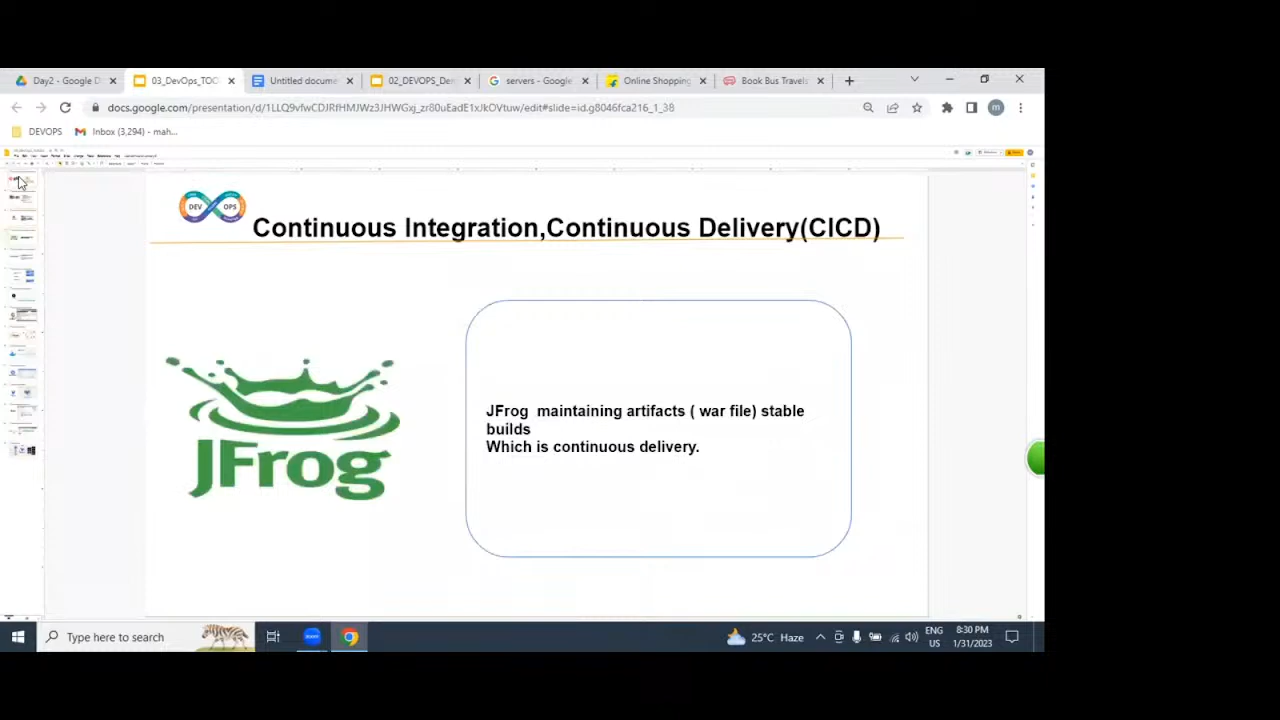 Day2 - Google D
03_DevOps_TOC
Untitled docume
02_DEVOPS_De
servers - Google
Online Shopping
Book Bus Travels
docs.google.com/presentation/d/1LLQ9vfwCDJRfHMJWz3JHWGxj_zr80uEadE1xJkOVtuw/edit#slide=id.g8046fca216_1_38
m
DEVOPS
Inbox (3,294) - mah...
DEV OPS
Continuous Integration,Continuous Delivery(CICD)
JFrog
JFrog  maintaining artifacts ( war file) stable
builds
Which is continuous delivery.
Type here to search
zoom
25°C Haze
ENG
US
8:30 PM
1/31/2023